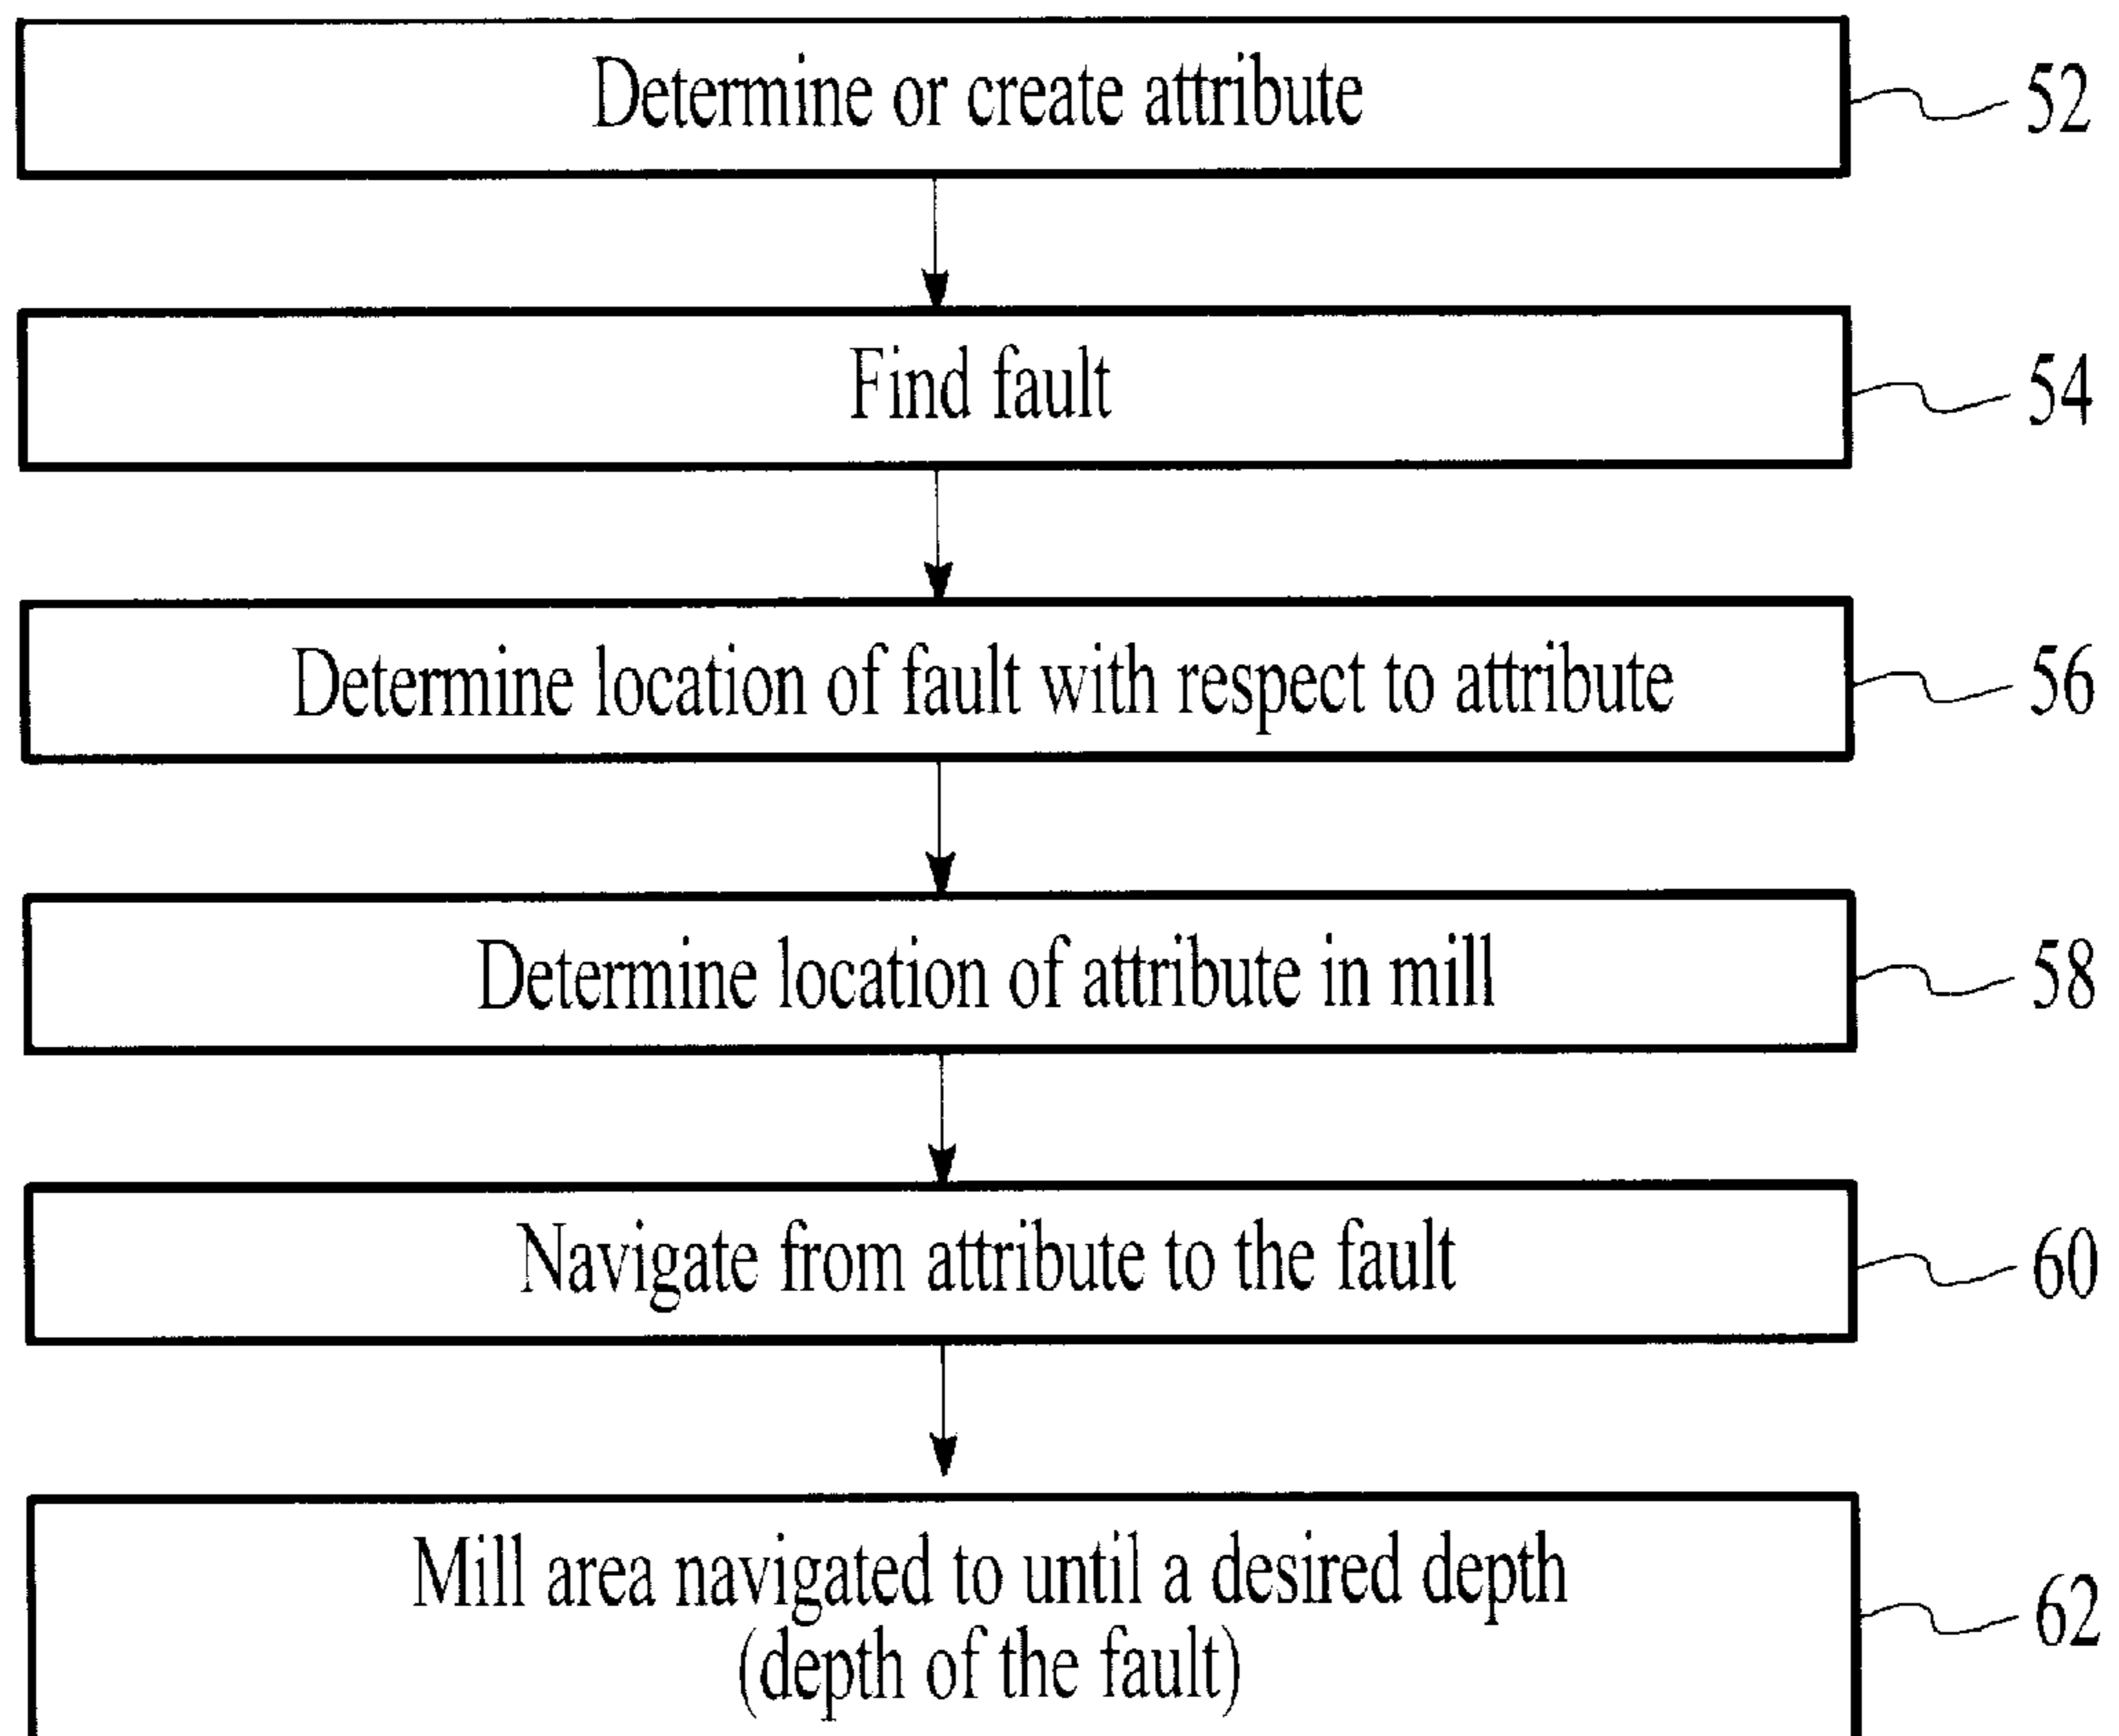 Determine or create attribute
52
Find fault
54
Determine location of fault with respect to attribute
56
Determine location of attribute in mill
58
Navigate from attribute to the fault
60
Mill area navigated to until a desired depth
(depth of the fault)
62